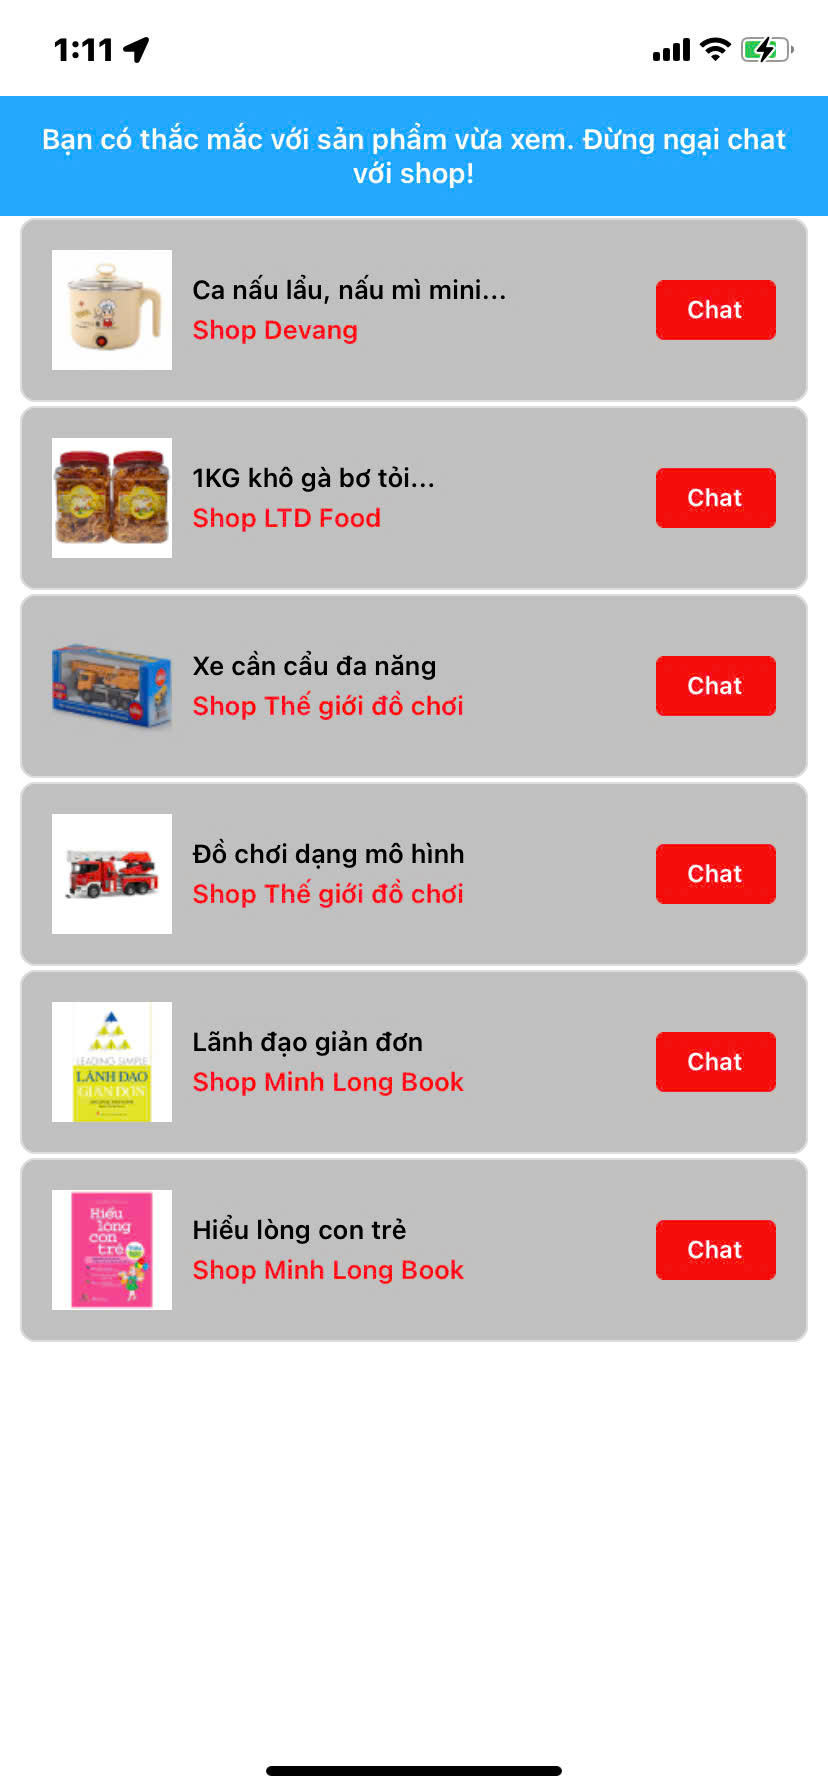 1:11
Bạn có thắc mắc với sản phẩm vừa xem. Đừng ngại chat
với shop!
Ca nấu lẩu, nấu mì mini...
Shop Devang
Chat
1KG khô gà bơ tỏi...
Shop LTD Food
Chat
Xe cần cẩu đa năng
Shop Thế giới đồ chơi
Chat
Đồ chơi dạng mô hình
Shop Thế giới đồ chơi
Chat
LEADING SIMPLE
LÃNH ĐẠO
GIẢN ĐƠN
Lãnh đạo giản đơn
Shop Minh Long Book
Chat
Hiểu
lòng
con
trẻ
Hiểu lòng con trẻ
Shop Minh Long Book
Chat